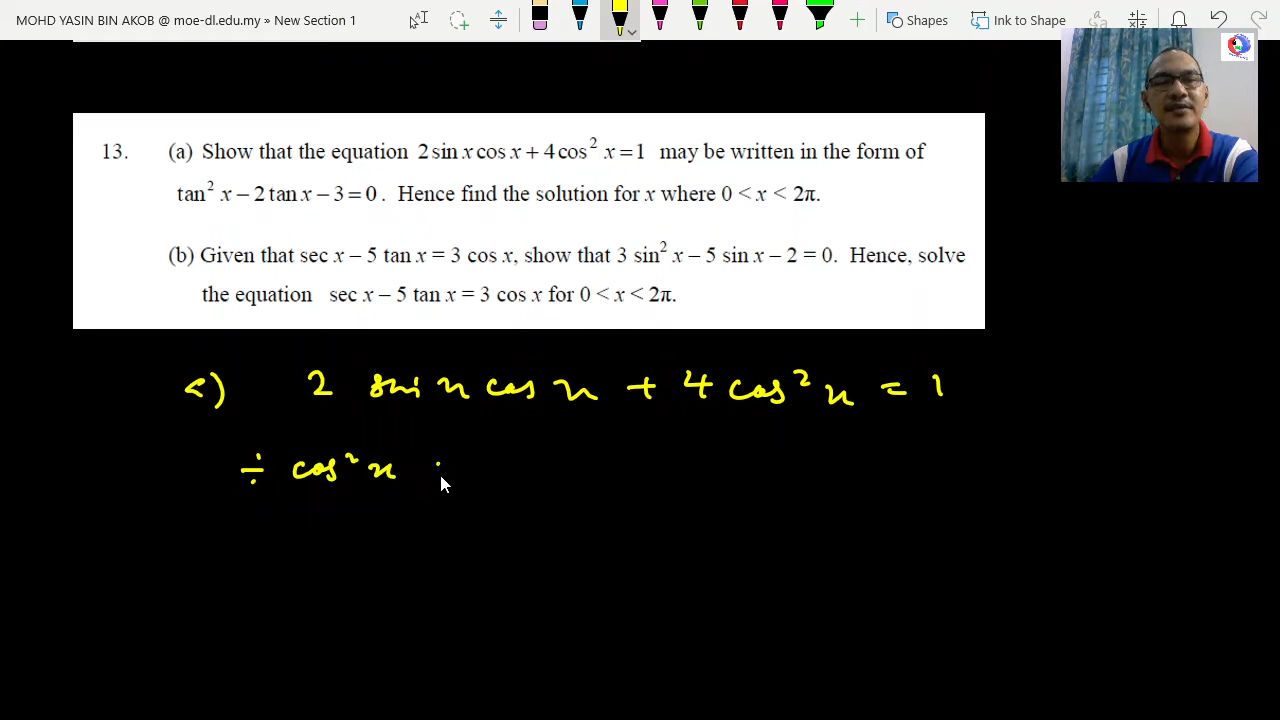 MOHD YASIN BIN AKOB @ moe-dl.edu.my » New Section 1
Shapes
Ink to Shape
13. (a) Show that the equation 2 sin x cos x + 4 cos² x = 1 may be written in the form of
tan² x − 2 tan x − 3 = 0. Hence find the solution for x where 0 < x < 2π.
(b) Given that sec x − 5 tan x = 3 cos x, show that 3 sin² x − 5 sin x − 2 = 0. Hence, solve
the equation sec x − 5 tan x = 3 cos x for 0 < x < 2π.
a) 2 sin x cos x + 4 cos² x = 1
÷ cos² x